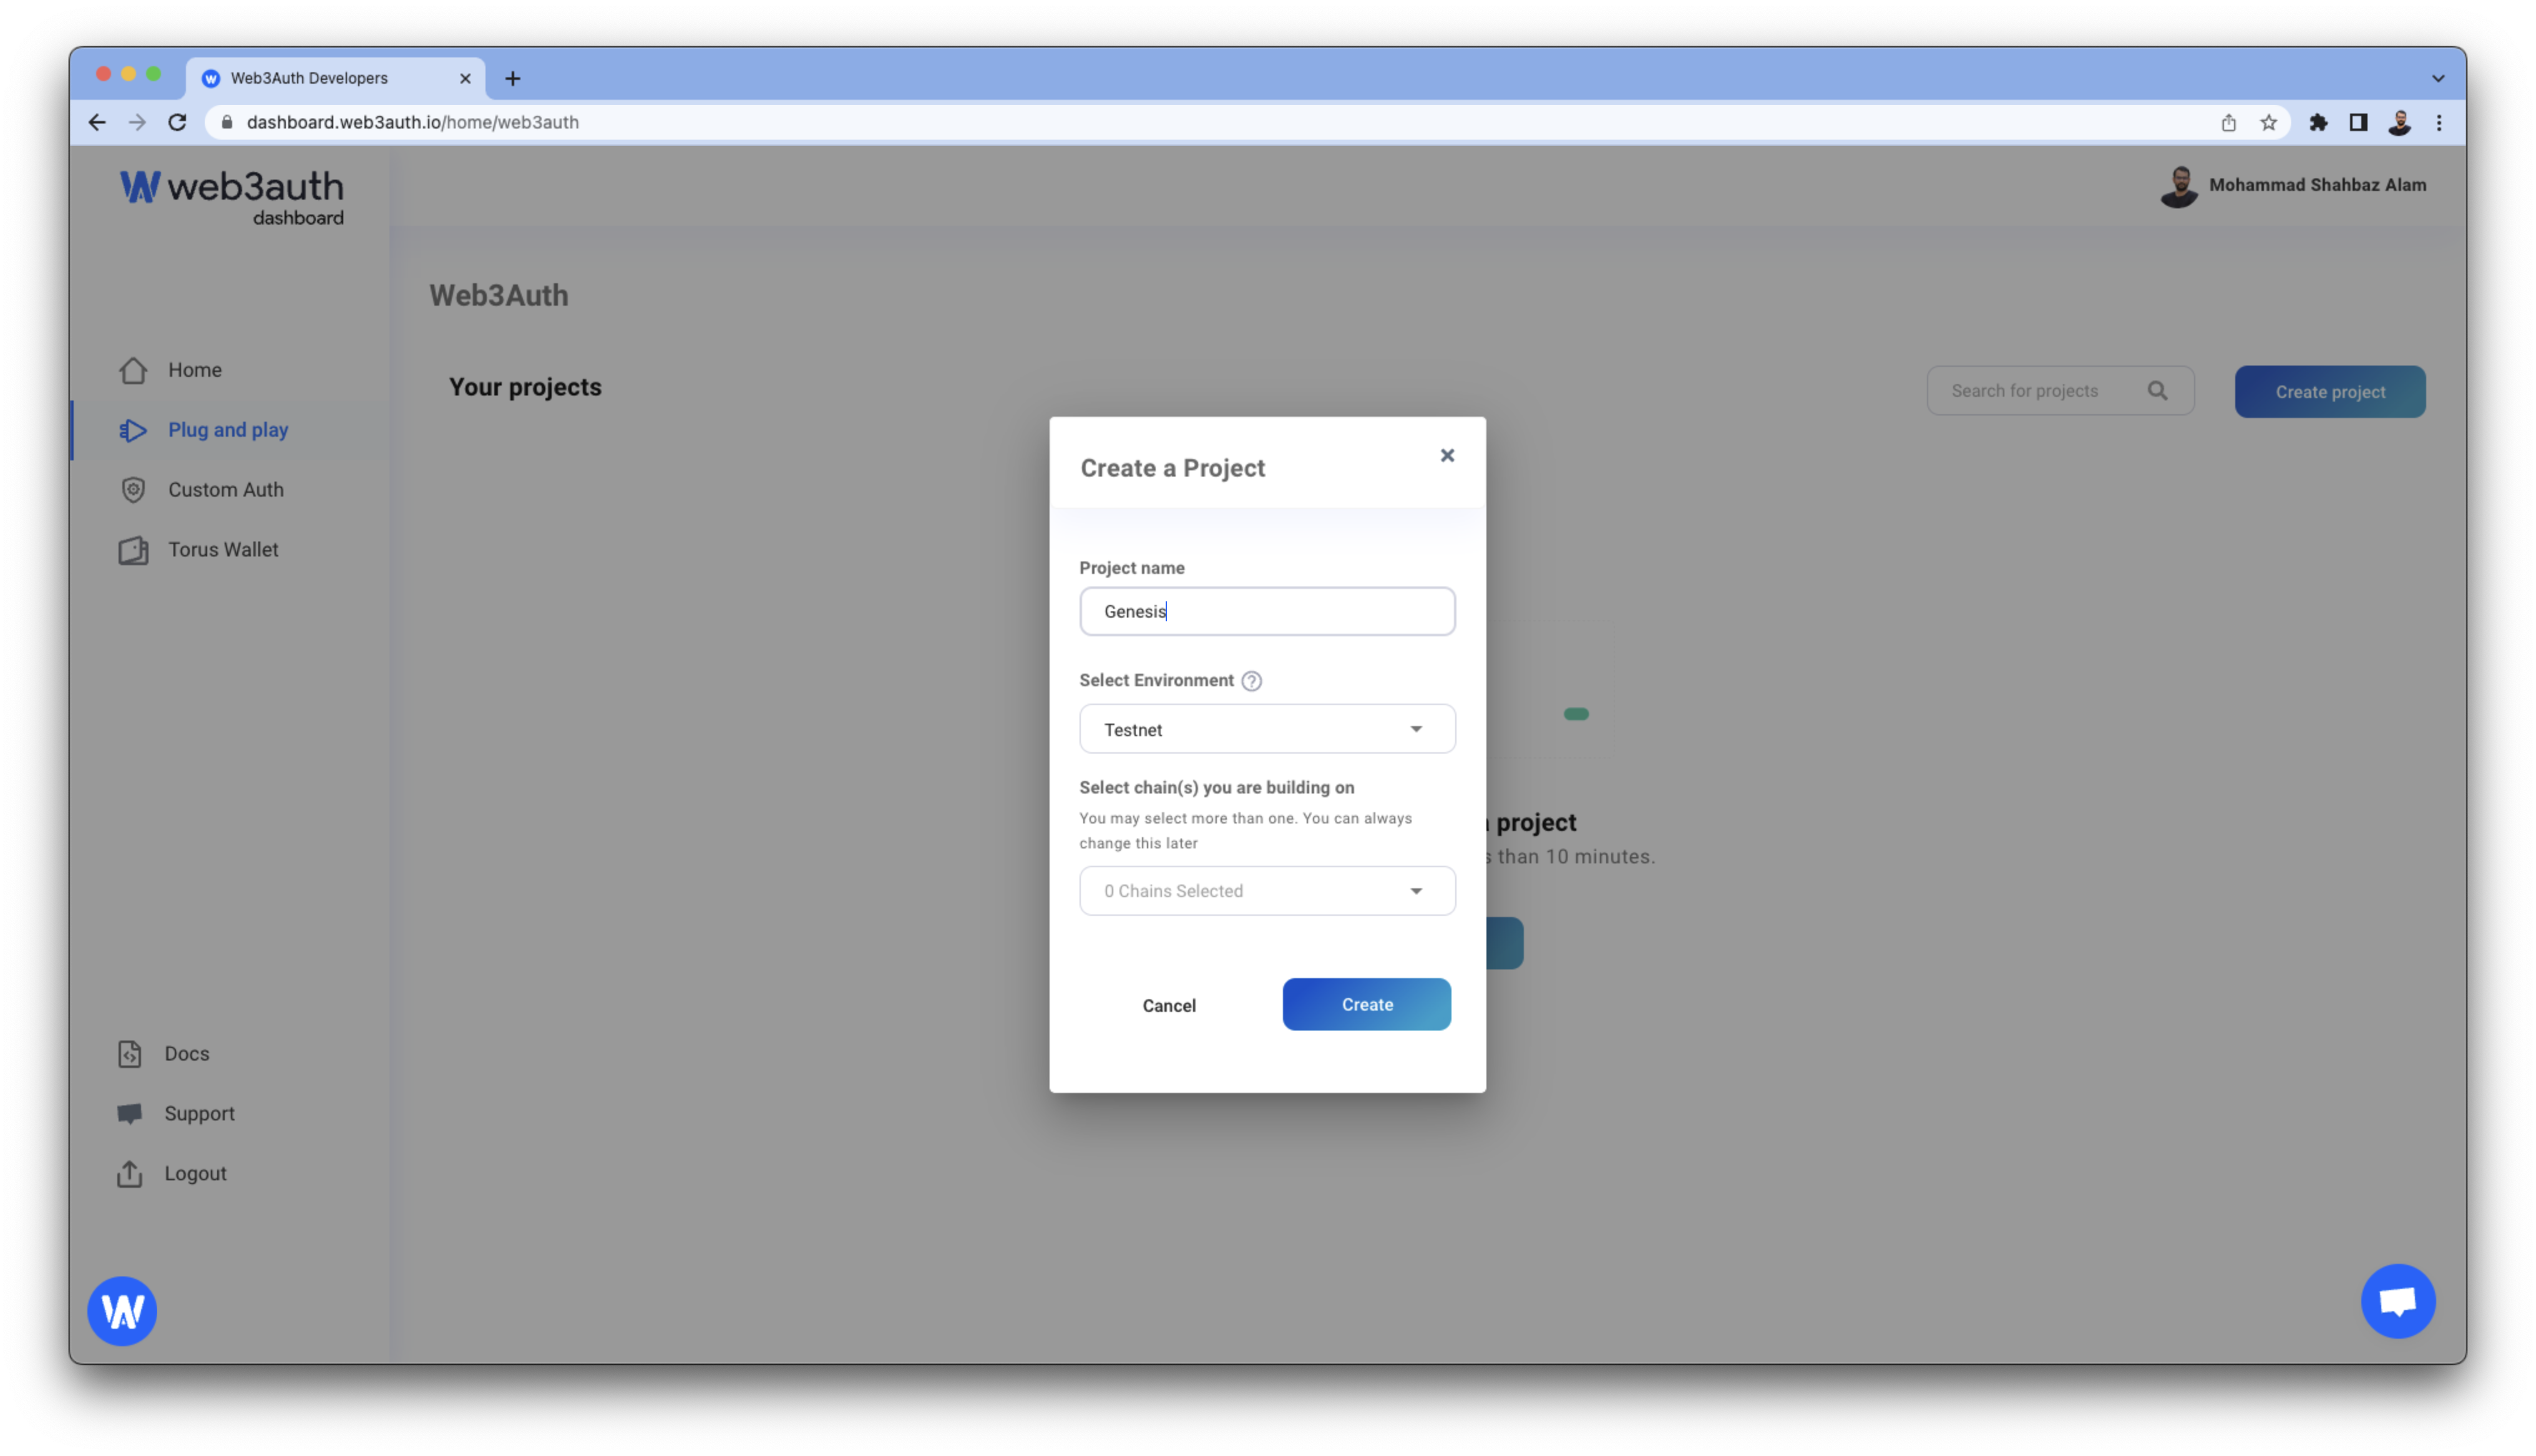 Web3Auth Developers
dashboard.web3auth.io/home/web3auth
web3auth
dashboard
Mohammad Shahbaz Alam
Web3Auth
Home
Plug and play
Custom Auth
Torus Wallet
Your projects
Search for projects
Create project
Create a Project
Project name
Genesis
Select Environment
Testnet
Select chain(s) you are building on
You may select more than one. You can always
change this later
0 Chains Selected
project
than 10 minutes.
Cancel
Create
Docs
Support
Logout